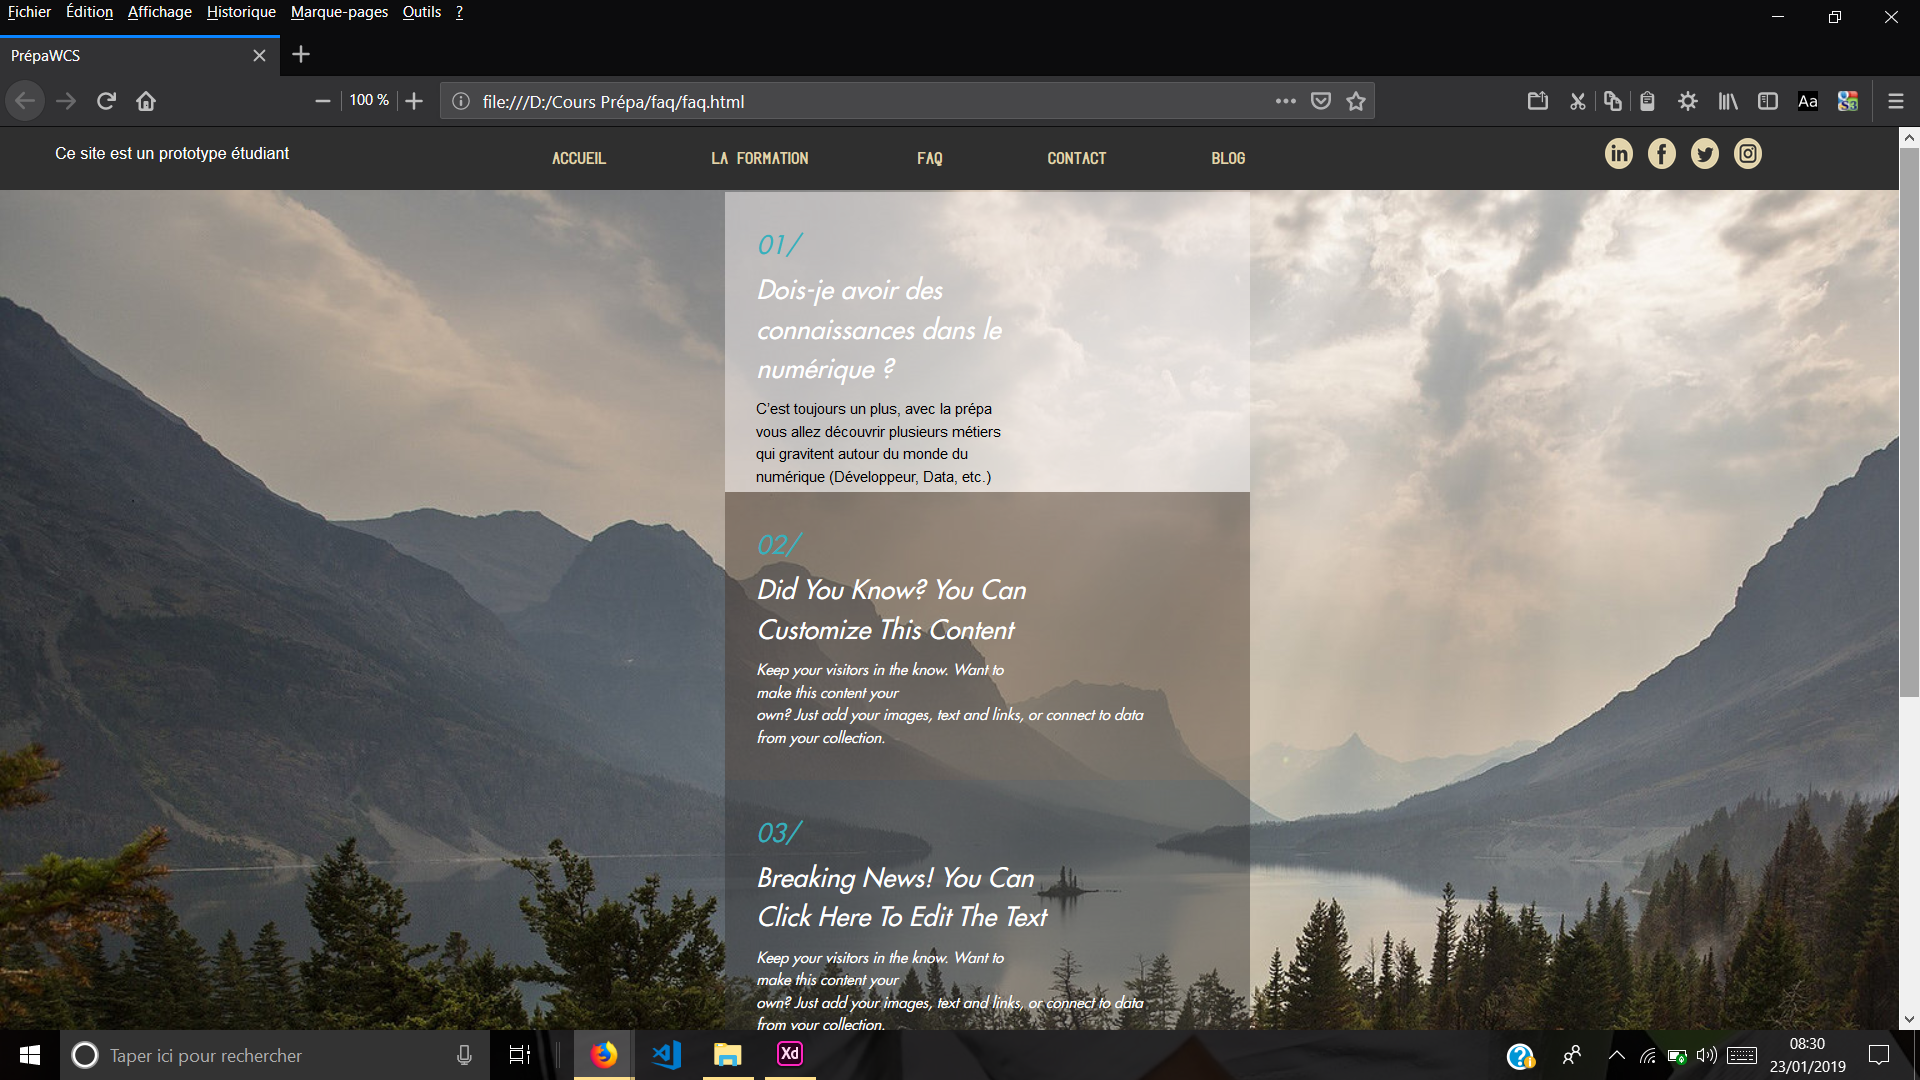 Fichier Édition Affichage Historique Marque-pages Outils ?
PrépaWCS
100 %
file:///D:/Cours Prépa/faq/faq.html
Aa
Ce site est un prototype étudiant
ACCUEIL LA FORMATION FAQ CONTACT BLOG
in f
01/
Dois-je avoir des
connaissances dans le
numérique ?
C'est toujours un plus, avec la prépa
vous allez découvrir plusieurs métiers
qui gravitent autour du monde du
numérique (Développeur, Data, etc.)
02/
Did You Know? You Can
Customize This Content
Keep your visitors in the know. Want to
make this content your
own? Just add your images, text and links, or connect to data
from your collection.
03/
Breaking News! You Can
Click Here To Edit The Text
Keep your visitors in the know. Want to
make this content your
own? Just add your images, text and links, or connect to data
from your collection.
Taper ici pour rechercher
Xd
08:30
23/01/2019